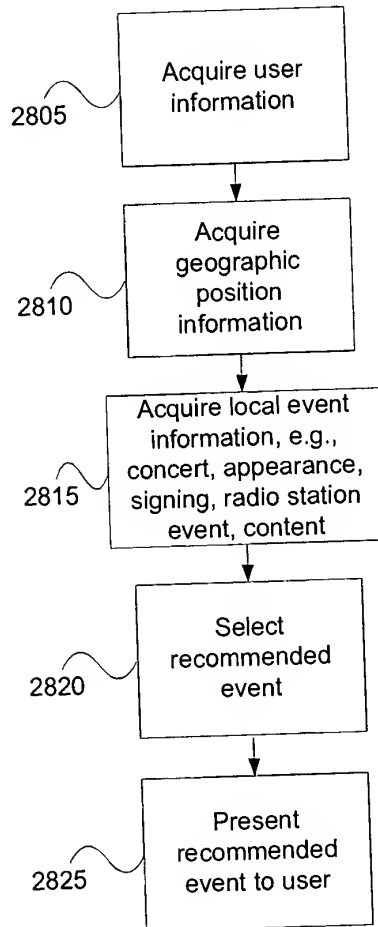 Acquire user
information
2805
Acquire
geographic
position
information
2810
Acquire local event
information, e.g.,
concert, appearance,
signing, radio station
event, content
2815
Select
recommended
event
2820
Present
recommended
event to user
2825